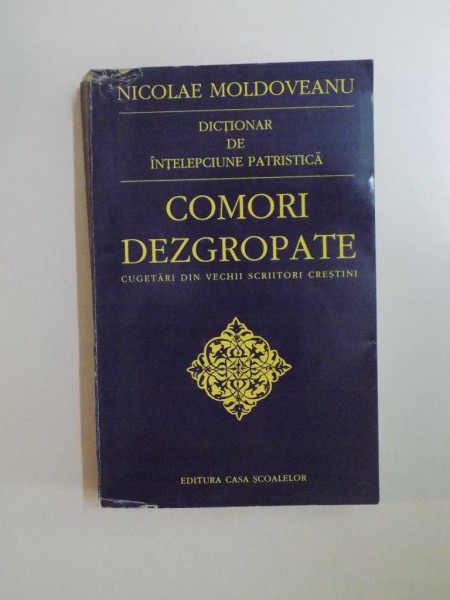 NICOLAE MOLDOVEANU
DICȚIONAR
DE
ÎNȚELEPCIUNE PATRISTICĂ
COMORI
DEZGROPATE
CUGETĂRI DIN VECHII SCRIITORI CREȘTINI
EDITURA CASA ȘCOALELOR